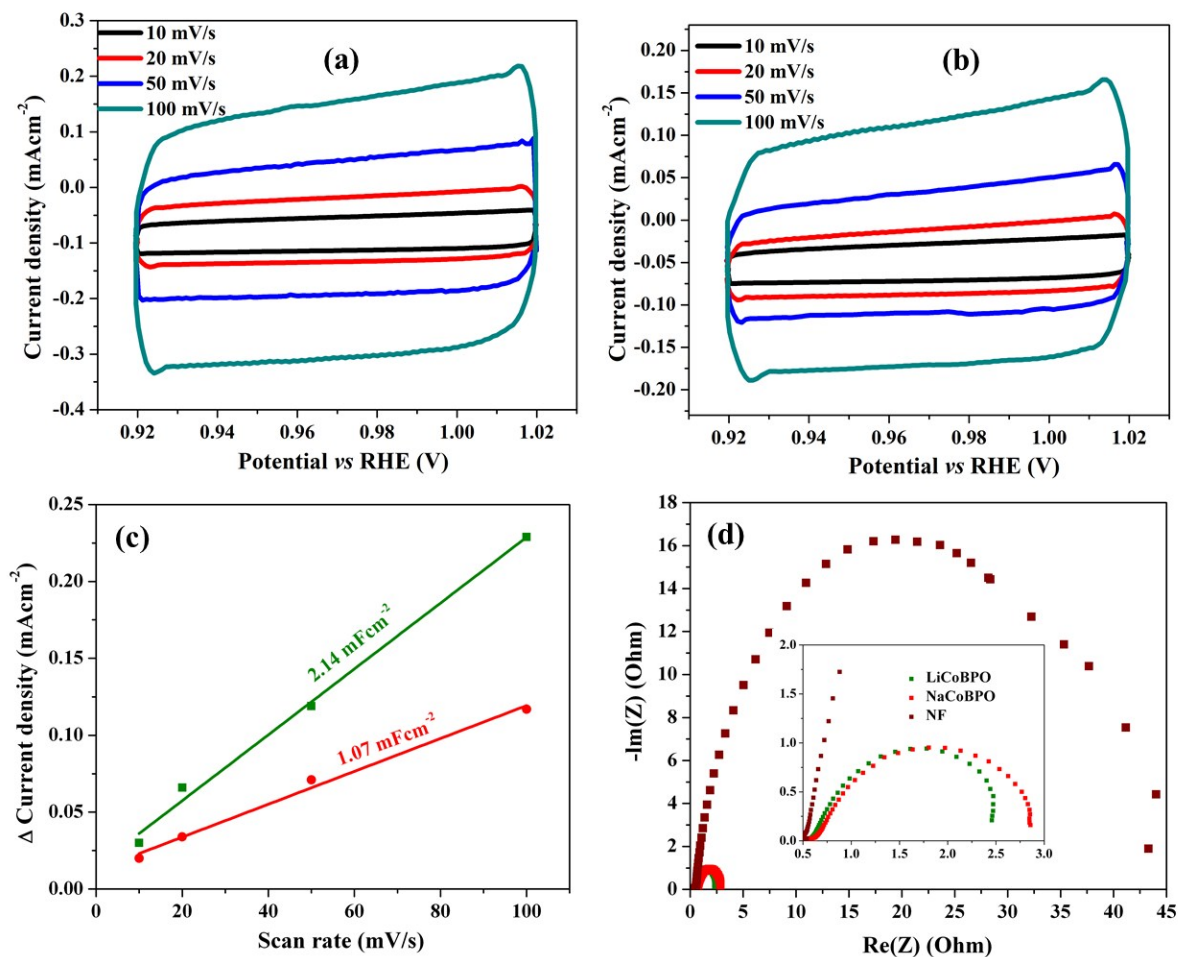 (a)
10 mV/s
20 mV/s
50 mV/s
100 mV/s
0.3
0.2
0.1
0.0
-0.1
-0.2
-0.3
-0.4
Current density (mAcm⁻²)
0.92 0.94 0.96 0.98 1.00 1.02
Potential vs RHE (V)
(b)
10 mV/s
20 mV/s
50 mV/s
100 mV/s
0.20
0.15
0.10
0.05
0.00
-0.05
-0.10
-0.15
-0.20
Current density (mAcm⁻²)
0.92 0.94 0.96 0.98 1.00 1.02
Potential vs RHE (V)
(c)
0.25
0.20
0.15
0.10
0.05
0.00
Δ Current density (mAcm⁻²)
2.14 mFcm⁻²
1.07 mFcm⁻²
0 20 40 60 80 100
Scan rate (mV/s)
(d)
18
16
14
12
10
8
6
4
2
0
-Im(Z) (Ohm)
2.0
1.5
1.0
0.5
0.0
LiCoBPO
NaCoBPO
NF
0.5 1.0 1.5 2.0 2.5 3.0
0 5 10 15 20 25 30 35 40 45
Re(Z) (Ohm)